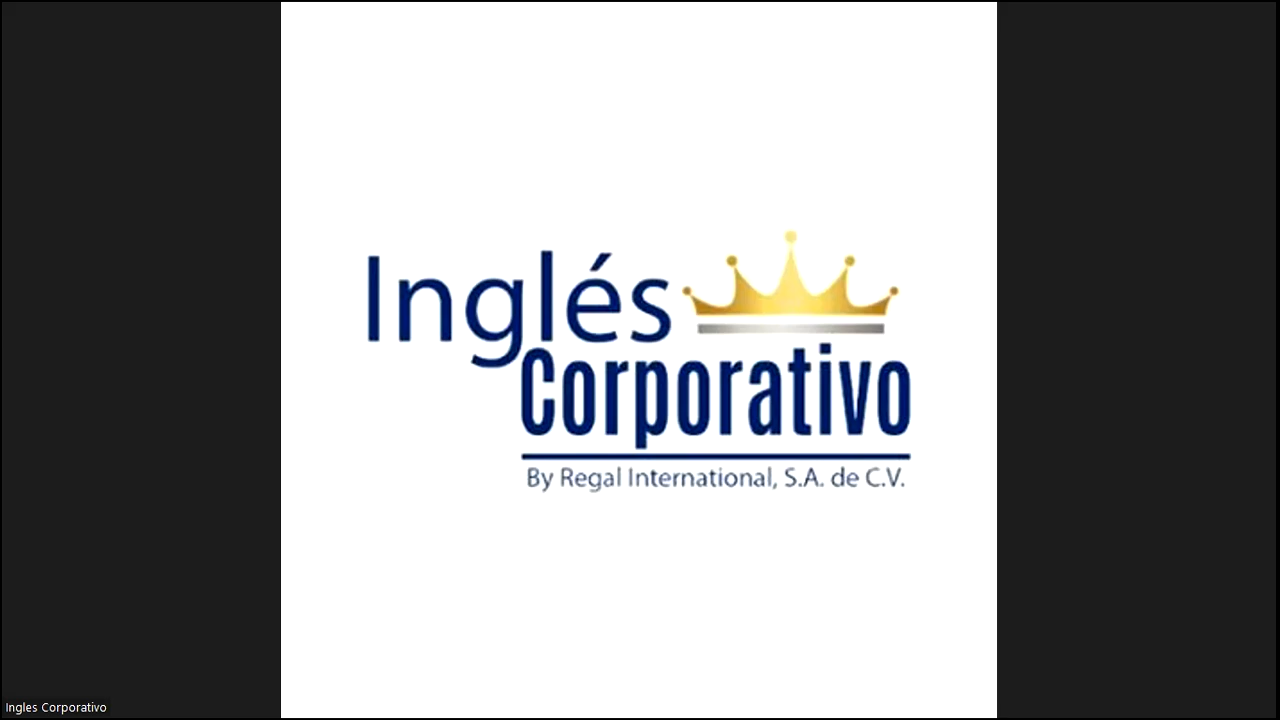 Inglés
Corporativo
By Regal International, S.A. de C.V.
Ingles Corporativo